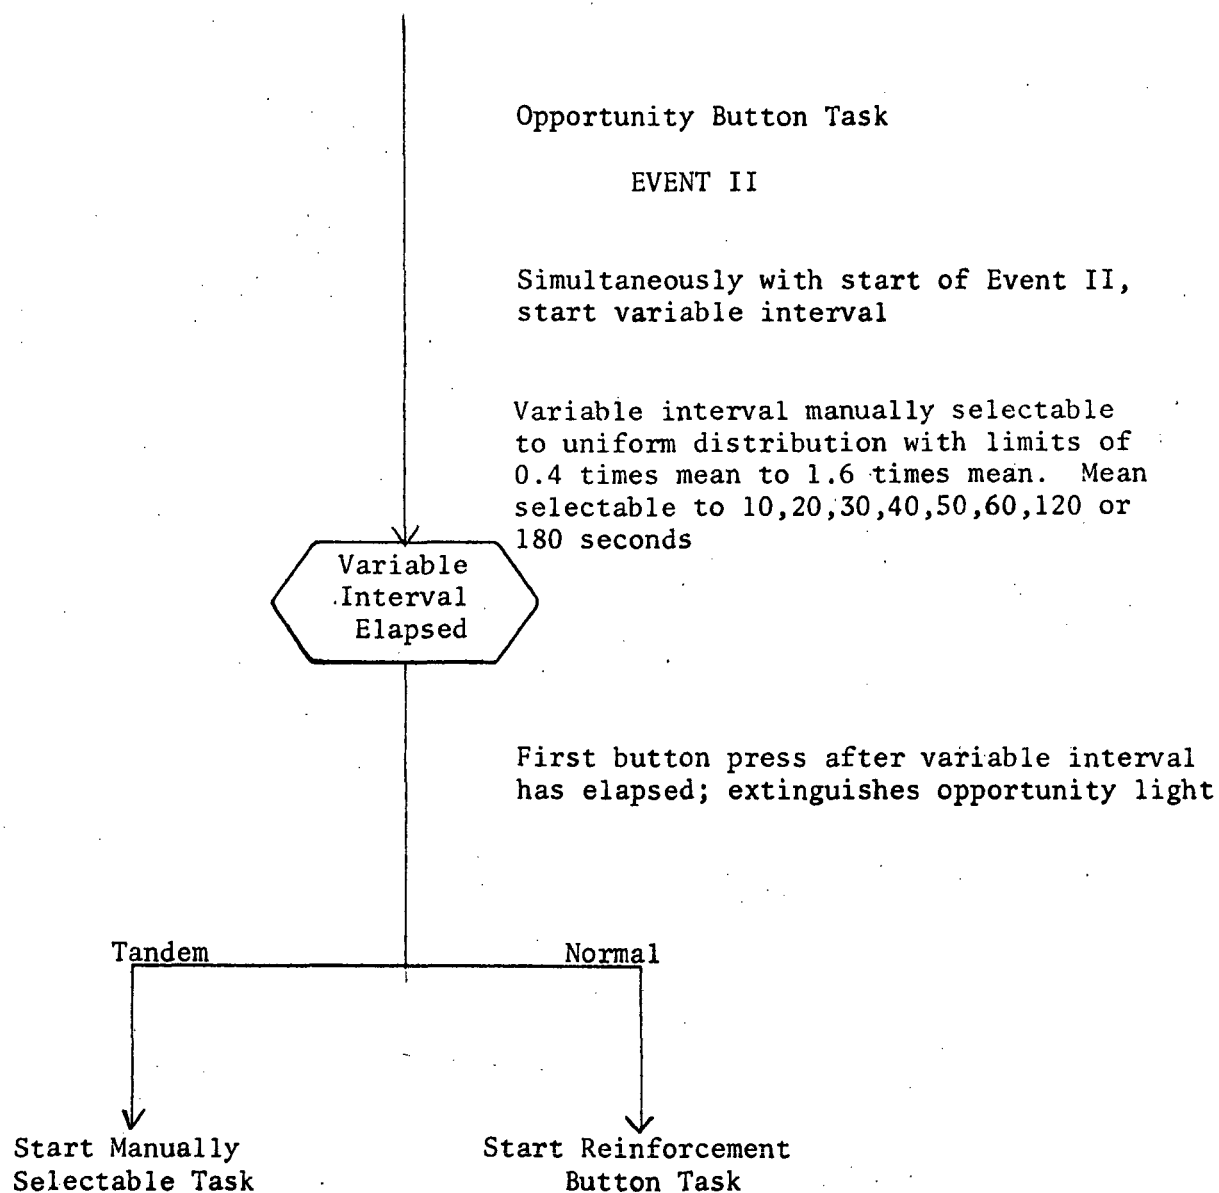 Opportunity Button Task
EVENT II
Simultaneously with start of Event II,
start variable interval
Variable interval manually selectable
to uniform distribution with limits of
0.4 times mean to 1.6 times mean. Mean
selectable to 10,20,30,40,50,60,120 or
180 seconds
Variable
Interval
Elapsed
First button press after variable interval
has elapsed; extinguishes opportunity light
Tandem
Normal
Start Manually
Selectable Task
Start Reinforcement
Button Task